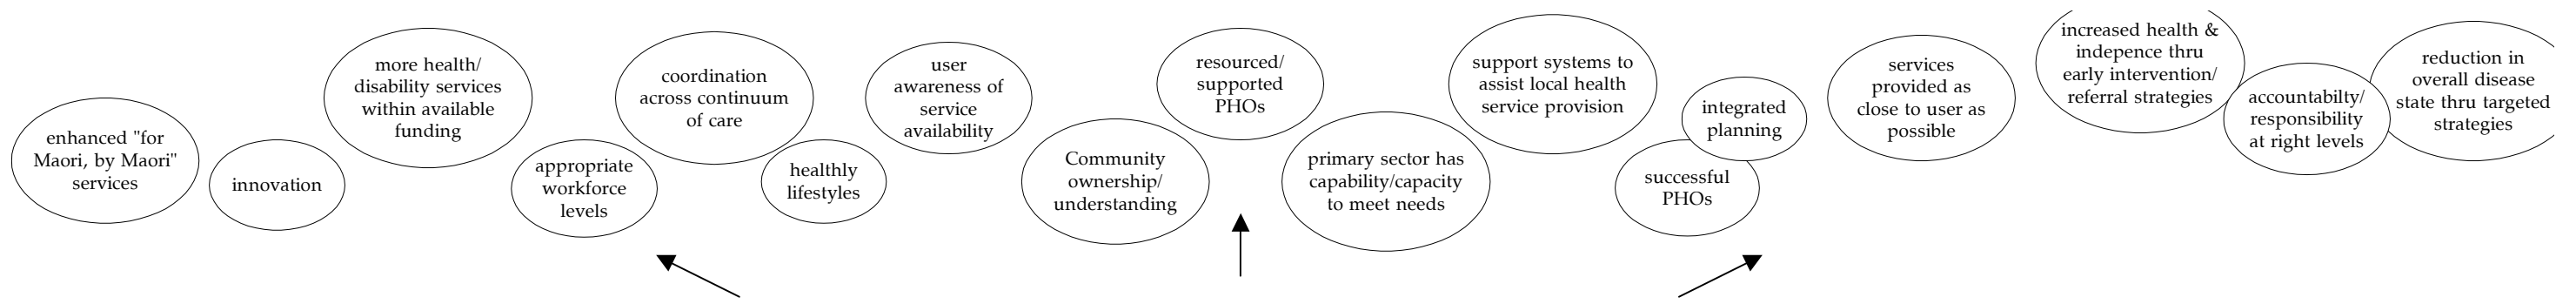 enhanced "for
Maori, by Maori"
services
innovation
more health/
disability services
within available
funding
appropriate
workforce
levels
coordination
across continuum
of care
healthly
lifestyles
user
awareness of
service
availability
Community
ownership/
understanding
resourced/
supported
PHOs
primary sector has
capability/capacity
to meet needs
support systems to
assist local health
service provision
successful
PHOs
integrated
planning
services
provided as
close to user as
possible
increased health &
indepence thru
early intervention/
referral strategies
accountabilty/
responsibility
at right levels
reduction in
overall disease
state thru targeted
strategies